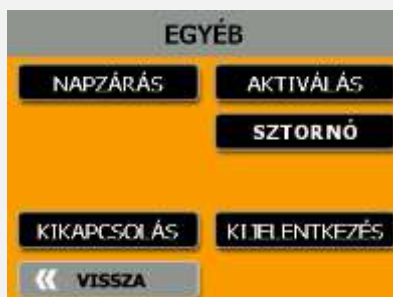 EGYÉB
NAPZÁRÁS
AKTIVÁLÁS
SZTORNÓ
KIKAPCSOLÁS
KIJELENTKEZÉS
« VISSZA